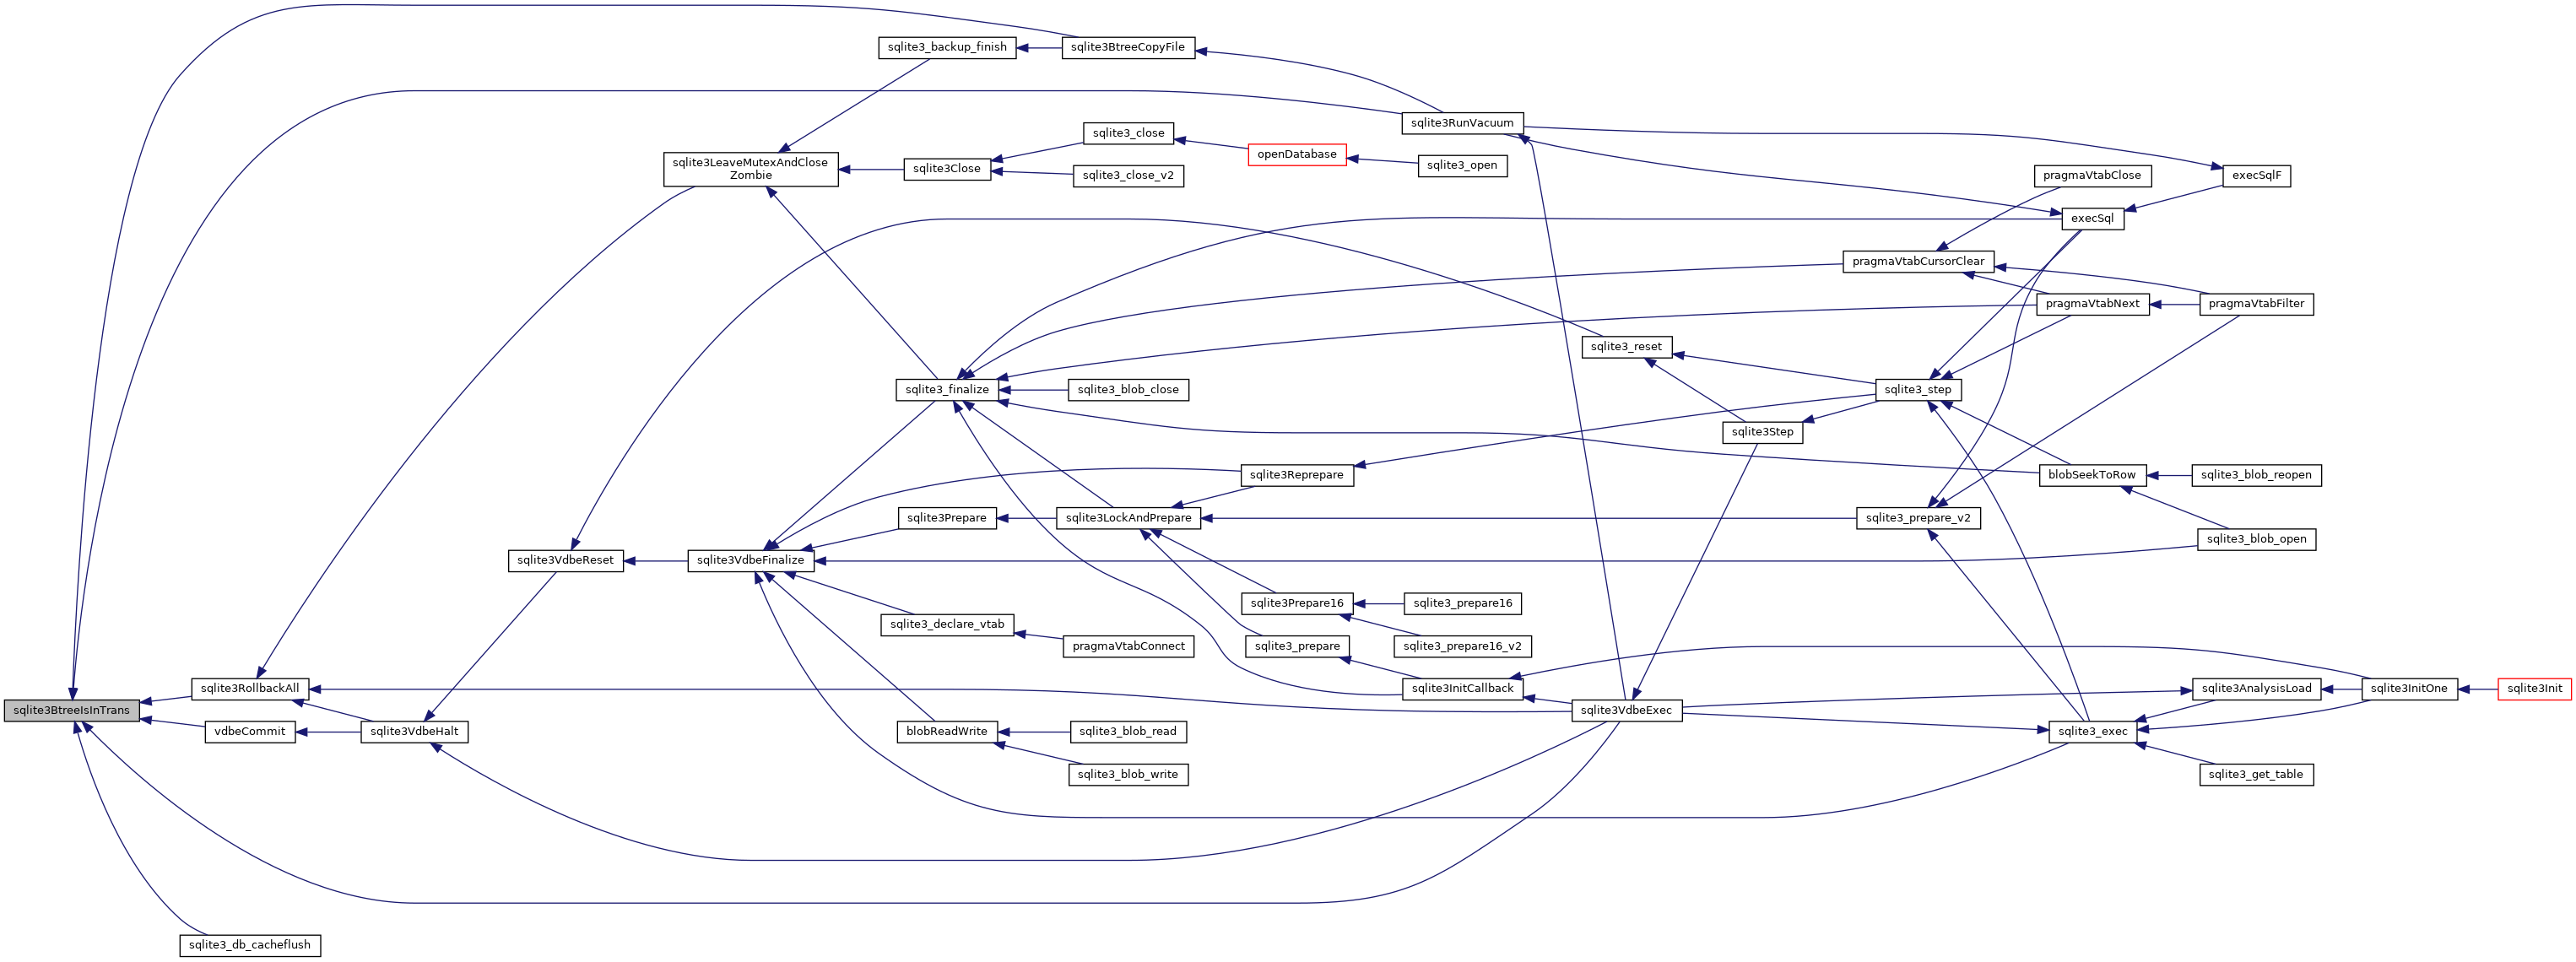 sqlite3_backup_finish
sqlite3BtreeCopyFile
sqlite3RunVacuum
sqlite3_close
openDatabase
sqlite3_open
sqlite3LeaveMutexAndClose
Zombie
sqlite3Close
sqlite3_close_v2
pragmaVtabClose
execSqlF
execSql
pragmaVtabCursorClear
pragmaVtabNext
pragmaVtabFilter
sqlite3_reset
sqlite3_finalize
sqlite3_blob_close
sqlite3_step
sqlite3Step
sqlite3Reprepare
blobSeekToRow
sqlite3_blob_reopen
sqlite3Prepare
sqlite3LockAndPrepare
sqlite3_prepare_v2
sqlite3_blob_open
sqlite3VdbeReset
sqlite3VdbeFinalize
sqlite3Prepare16
sqlite3_prepare16
sqlite3_declare_vtab
pragmaVtabConnect
sqlite3_prepare
sqlite3_prepare16_v2
sqlite3RollbackAll
sqlite3InitCallback
sqlite3AnalysisLoad
sqlite3InitOne
sqlite3Init
sqlite3BtreeIsInTrans
sqlite3VdbeExec
vdbeCommit
sqlite3VdbeHalt
blobReadWrite
sqlite3_blob_read
sqlite3_exec
sqlite3_blob_write
sqlite3_get_table
sqlite3_db_cacheflush